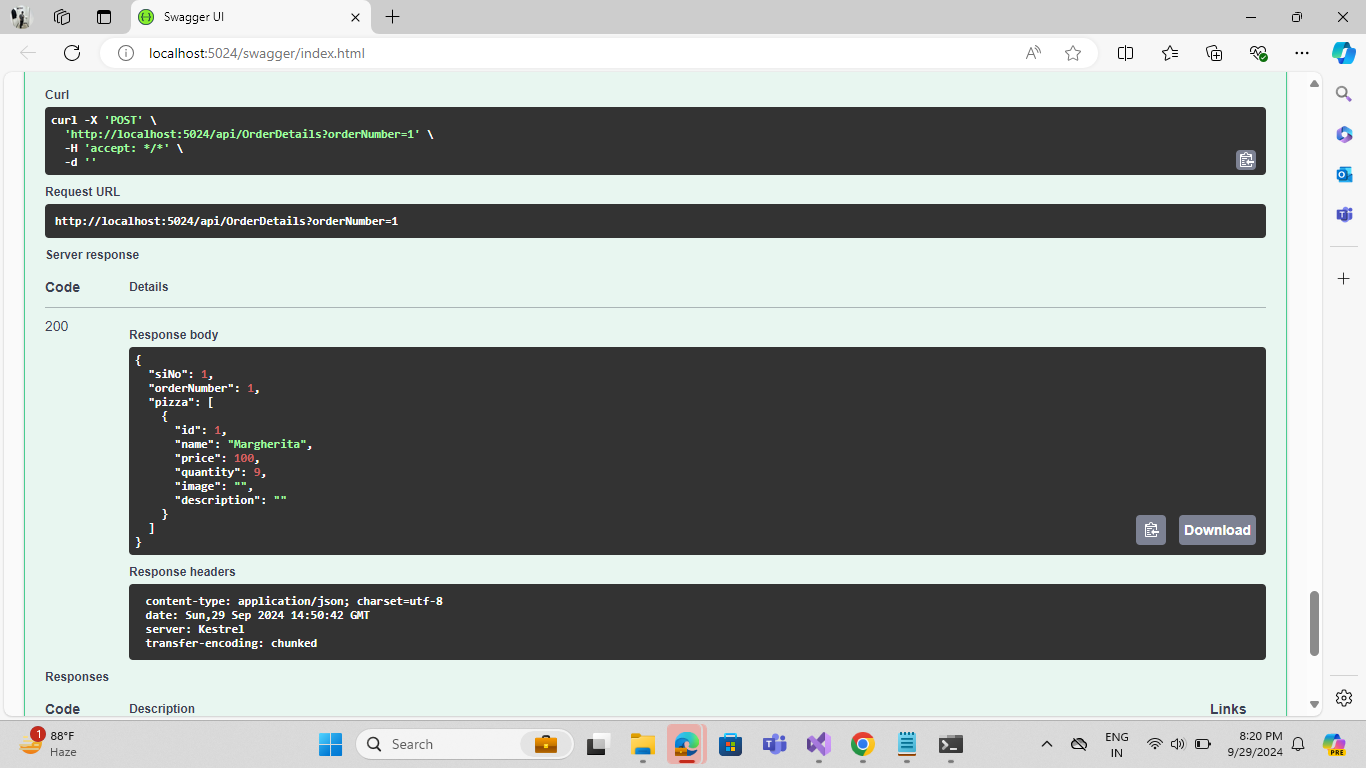 Swagger UI
localhost:5024/swagger/index.html
Curl
curl -X 'POST' \
'http://localhost:5024/api/OrderDetails?orderNumber=1' \
-H 'accept: */*' \
-d ''
Request URL
http://localhost:5024/api/OrderDetails?orderNumber=1
Server response
Code Details
200
Response body
{
"siNo": 1,
"orderNumber": 1,
"pizza": [
{
"id": 1,
"name": "Margherita",
"price": 100,
"quantity": 9,
"image": "",
"description": ""
}
]
}
Download
Response headers
content-type: application/json; charset=utf-8
date: Sun,29 Sep 2024 14:50:42 GMT
server: Kestrel
transfer-encoding: chunked
Responses
Code Description Links
1
88°F
Haze
Search
ENG
IN
8:20 PM
9/29/2024
PRE